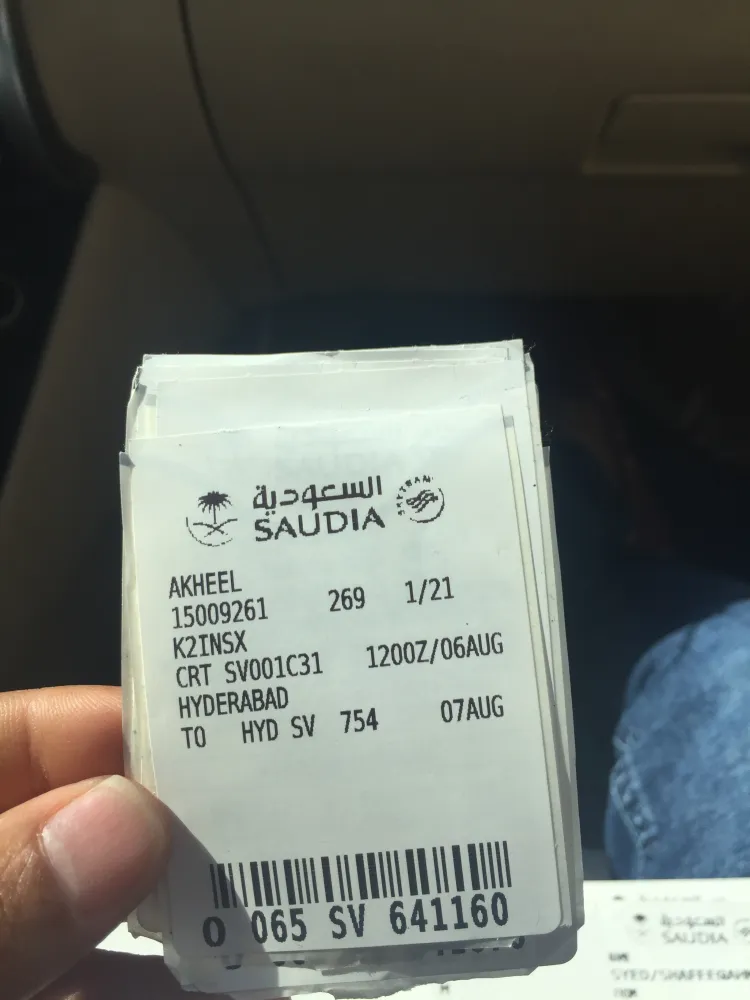 السعودية
SAUDIA
SKYTEAM
AKHEEL
15009261 269 1/21
K2INSX
CRT SV001C31 1200Z/06AUG
HYDERABAD
TO HYD SV 754 07AUG
0 065 SV 641160
السعودية
SAUDIA